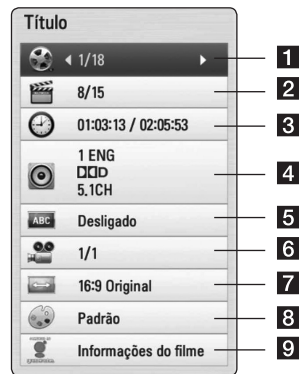 Título
1/18
1
8/15
2
01:03:13 / 02:05:53
3
1 ENG
DD D
5.1CH
4
ABC
Desligado
5
1/1
6
16:9 Original
7
Padrão
8
Informações do filme
9